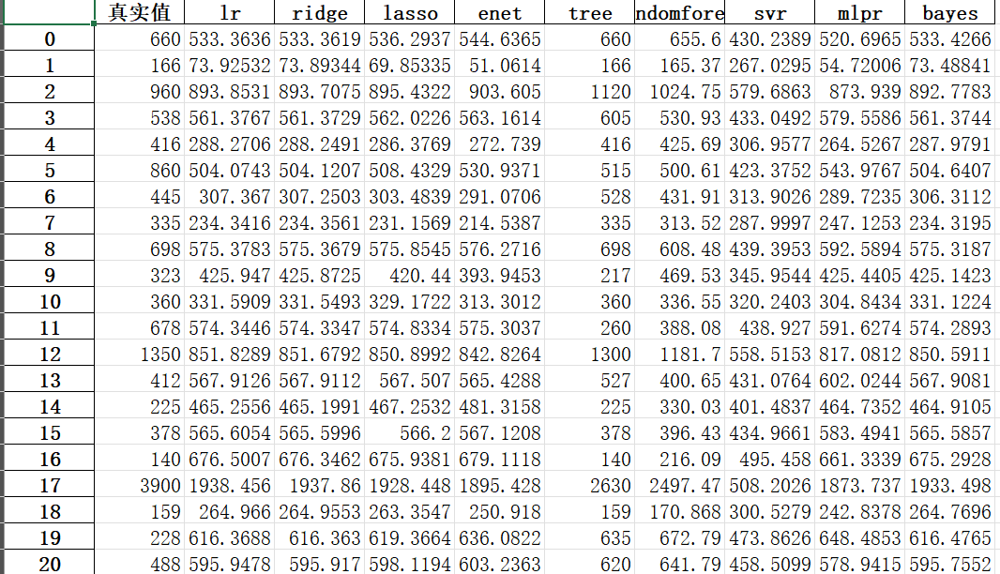 真实值 lr ridge lasso enet tree ndomfore svr mlpr bayes
0 660 533.3636 533.3619 536.2937 544.6365 660 655.6 430.2389 520.6965 533.4266
1 166 73.92532 73.89344 69.85335 51.0614 166 165.37 267.0295 54.72006 73.48841
2 960 893.8531 893.7075 895.4322 903.605 1120 1024.75 579.6863 873.939 892.7783
3 538 561.3767 561.3729 562.0226 563.1614 605 530.93 433.0492 579.5586 561.3744
4 416 288.2706 288.2491 286.3769 272.739 416 425.69 306.9577 264.5267 287.9791
5 860 504.0743 504.1207 508.4329 530.9371 515 500.61 423.3752 543.9767 504.6407
6 445 307.367 307.2503 303.4839 291.0706 528 431.91 313.9026 289.7235 306.3112
7 335 234.3416 234.3561 231.1569 214.5387 335 313.52 287.9997 247.1253 234.3195
8 698 575.3783 575.3679 575.8545 576.2716 698 608.48 439.3953 592.5894 575.3187
9 323 425.947 425.8725 420.44 393.9453 217 469.53 345.9544 425.4405 425.1423
10 360 331.5909 331.5493 329.1722 313.3012 360 336.55 320.2403 304.8434 331.1224
11 678 574.3446 574.3347 574.8334 575.3037 260 388.08 438.927 591.6274 574.2893
12 1350 851.8289 851.6792 850.8992 842.8264 1300 1181.7 558.5153 817.0812 850.5911
13 412 567.9126 567.9112 567.507 565.4288 527 400.65 431.0764 602.0244 567.9081
14 225 465.2556 465.1991 467.2532 481.3158 225 330.03 401.4837 464.7352 464.9105
15 378 565.6054 565.5996 566.2 567.1208 378 396.43 434.9661 583.4941 565.5857
16 140 676.5007 676.3462 675.9381 679.1118 140 216.09 495.458 661.3339 675.2928
17 3900 1938.456 1937.86 1928.448 1895.428 2630 2497.47 508.2026 1873.737 1933.498
18 159 264.966 264.9553 263.3547 250.918 159 170.868 300.5279 242.8378 264.7696
19 228 616.3688 616.363 619.3664 636.0822 635 672.79 473.8626 648.4853 616.4765
20 488 595.9478 595.917 598.1194 603.2363 620 641.79 458.5099 578.9415 595.7552